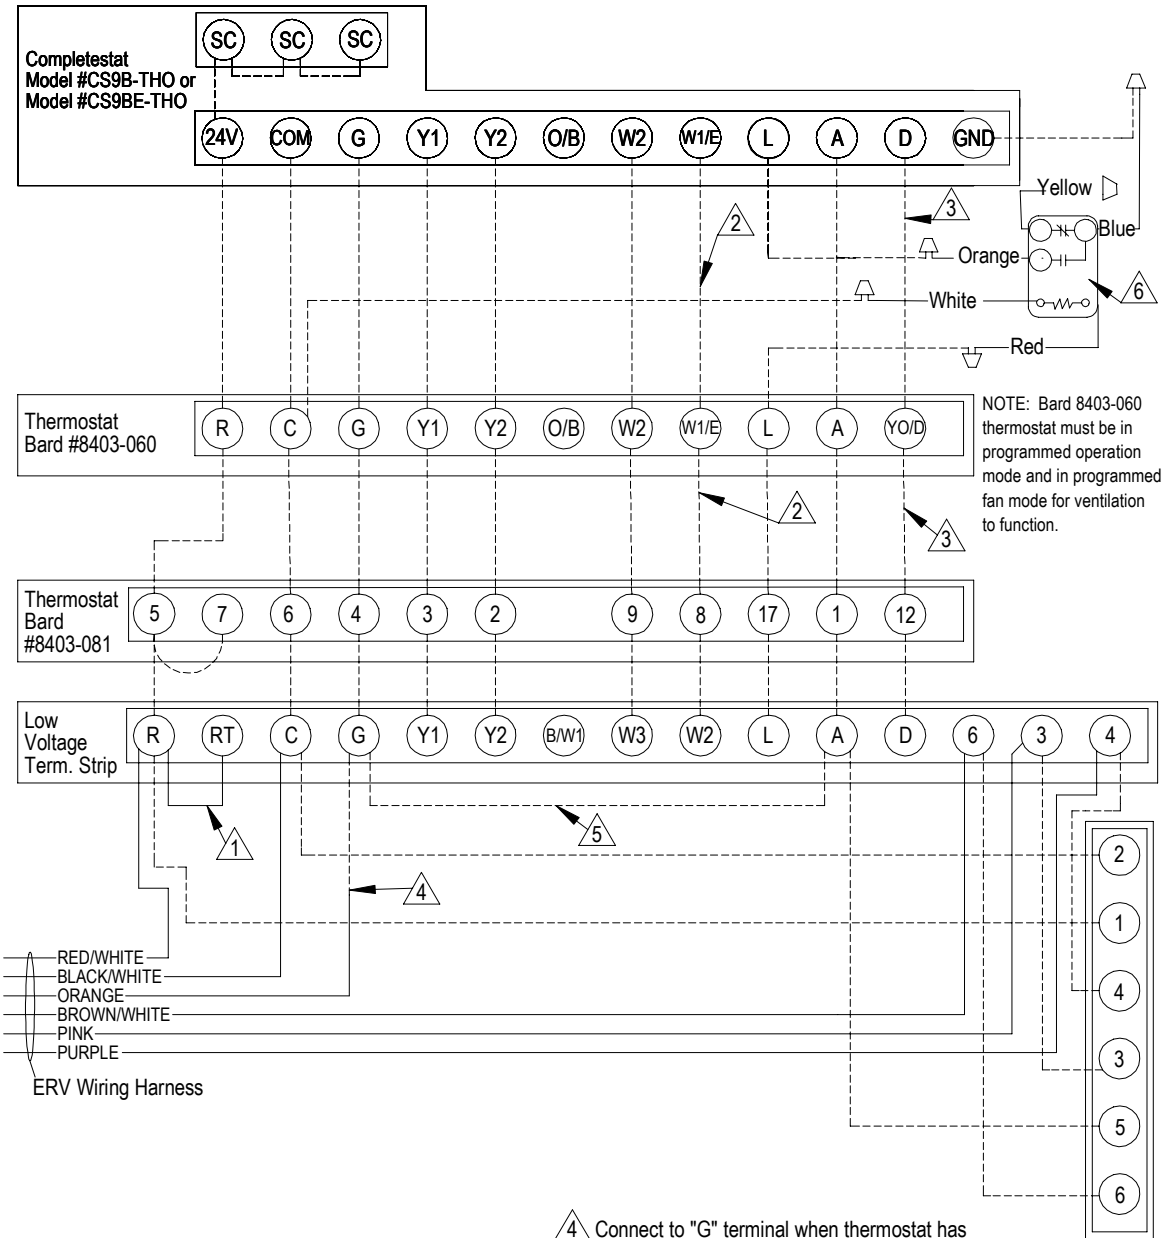 SC SC SC
Completestat
Model #CS9B-THO or
Model #CS9BE-THO
24V COM G Y1 Y2 O/B W2 W1/E L A D GND
Yellow
3
2
Blue
Orange
6
White
Red
Thermostat
Bard #8403-060
R C G Y1 Y2 O/B W2 W1/E L A YO/D
NOTE: Bard 8403-060
thermostat must be in
programmed operation
mode and in programmed
fan mode for ventilation
to function.
2
3
Thermostat
Bard
#8403-081
5 7 6 4 3 2 9 8 17 1 12
Low
Voltage
Term. Strip
R RT C G Y1 Y2 B/W1 W3 W2 L A D 6 3 4
1
5
4
2
1
4
3
5
6
RED/WHITE
BLACK/WHITE
ORANGE
BROWN/WHITE
PINK
PURPLE
ERV Wiring Harness
4 Connect to "G" terminal when thermostat has